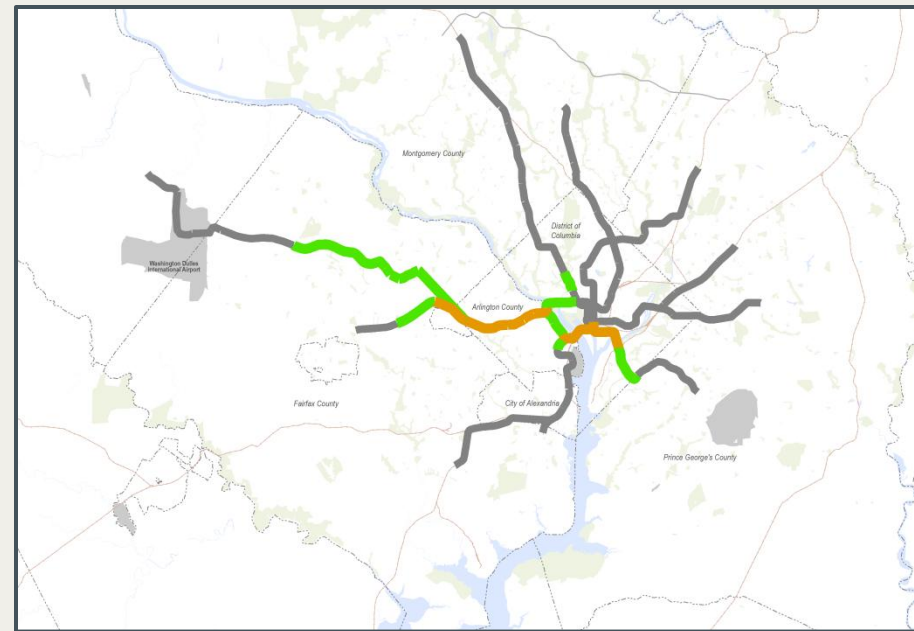 Montgomery County
District of
Columbia
Washington Dulles
International Airport
Arlington County
Fairfax County
City of Alexandria
Prince George's County